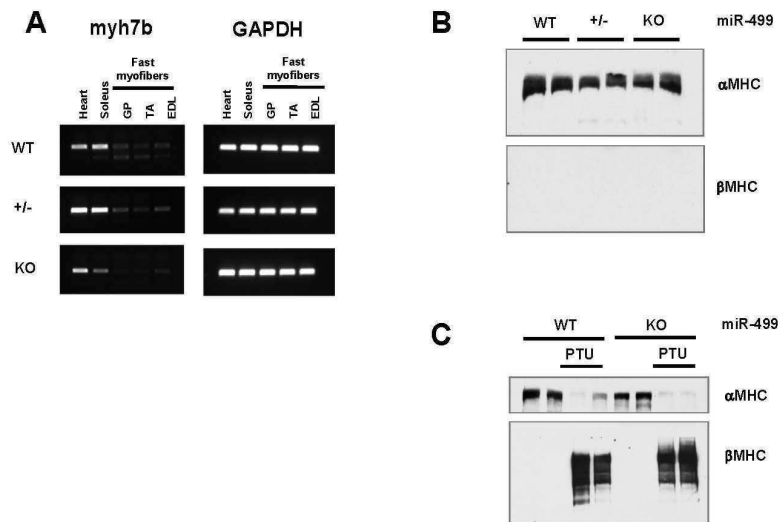 A
myh7b
GAPDH
Fast
myofibers
Fast
myofibers
Heart
Soleus
GP
TA
EDL
Heart
Soleus
GP
TA
EDL
WT
+/-
KO
B
WT
+/-
KO
miR-499
αMHC
βMHC
C
WT
KO
miR-499
PTU
PTU
αMHC
βMHC